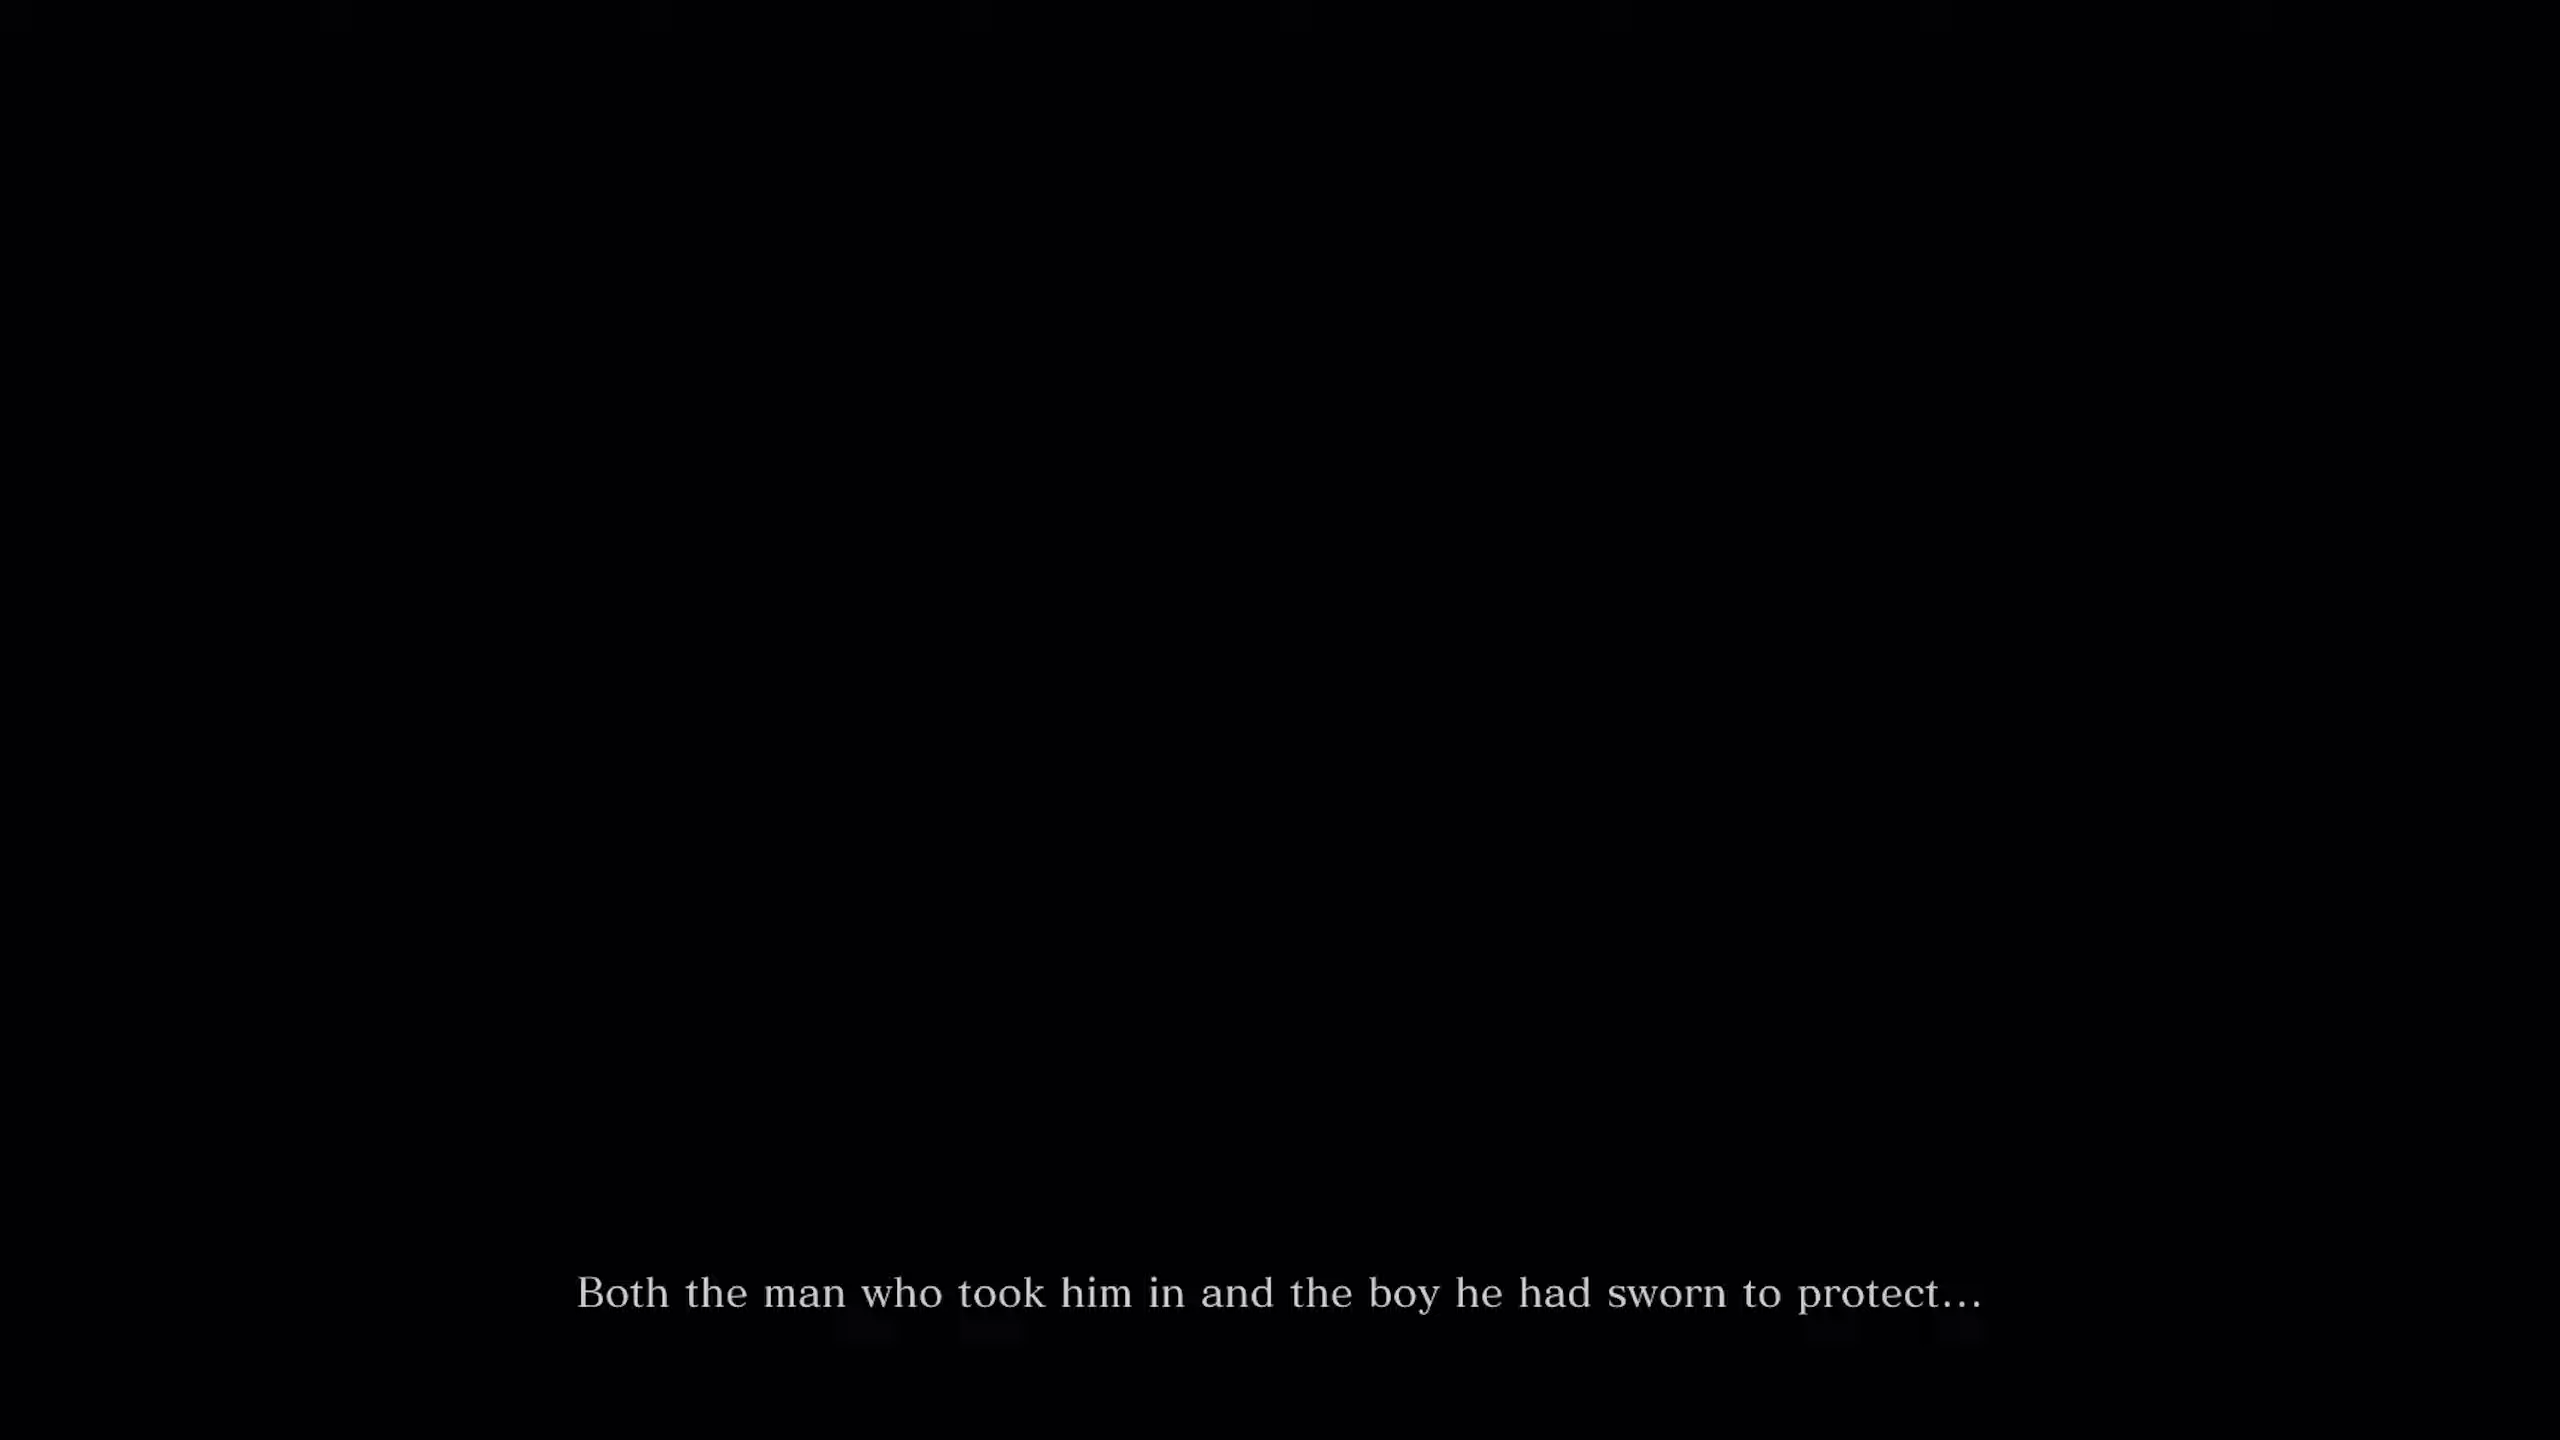 Both the man who took him in and the boy he had sworn to protect...